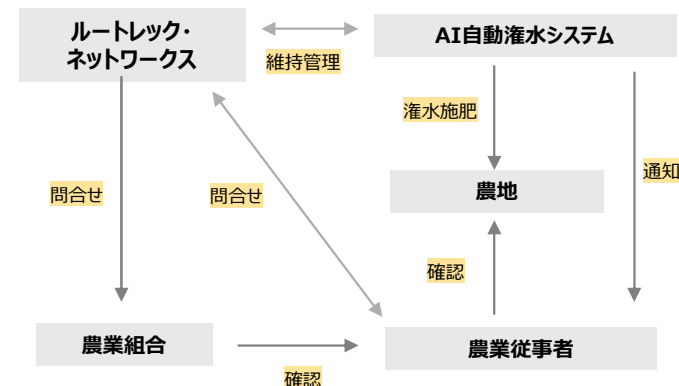 ルートレック・
ネットワークス
AI自動潅水システム
維持管理
潅水施肥
通知
農地
問合せ
問合せ
確認
農業組合
農業従事者
確認